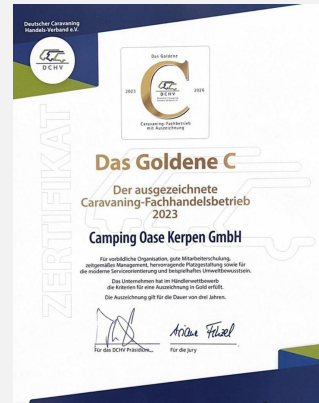 Deutscher Caravaning
Handels-Verband e.V.
DCHV
Das Goldene
C
2023
2026
DCHV
Caravaning-Fachbetrieb
mit Auszeichnung
ZERTIFIKAT
Das Goldene C
Der ausgezeichnete
Caravaning-Fachhandelsbetrieb
2023
Camping Oase Kerpen GmbH
Für vorbildliche Organisation, gute Mitarbeiterschulung,
zeitgemäßes Management, hervorragende Platzgestaltung sowie für
die moderne Serviceorientierung und beispielhaftes Umweltbewusstsein.
Das Unternehmen hat im Händlerwettbewerb
die Kriterien für eine Auszeichnung in Gold erfüllt.
Die Auszeichnung gilt für die Dauer von drei Jahren.
Für das DCHV Präsidium
Für die Jury